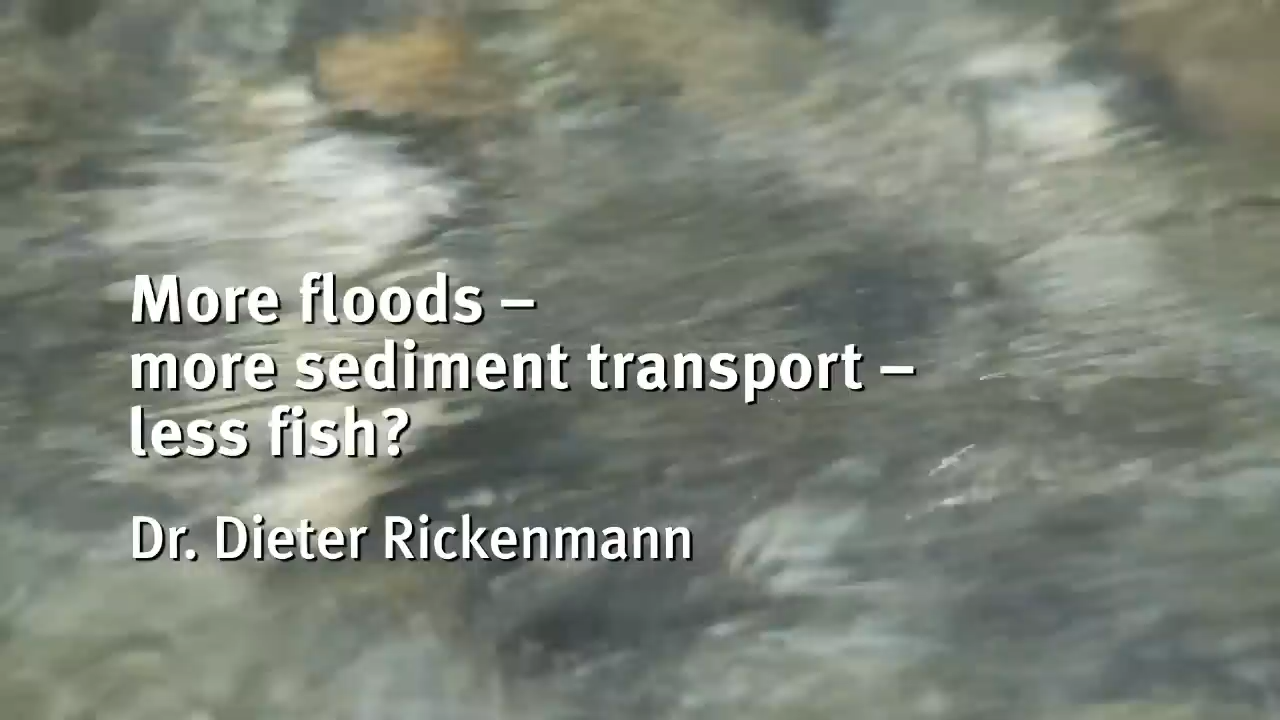 More floods –
more sediment transport –
less fish?
Dr. Dieter Rickenmann